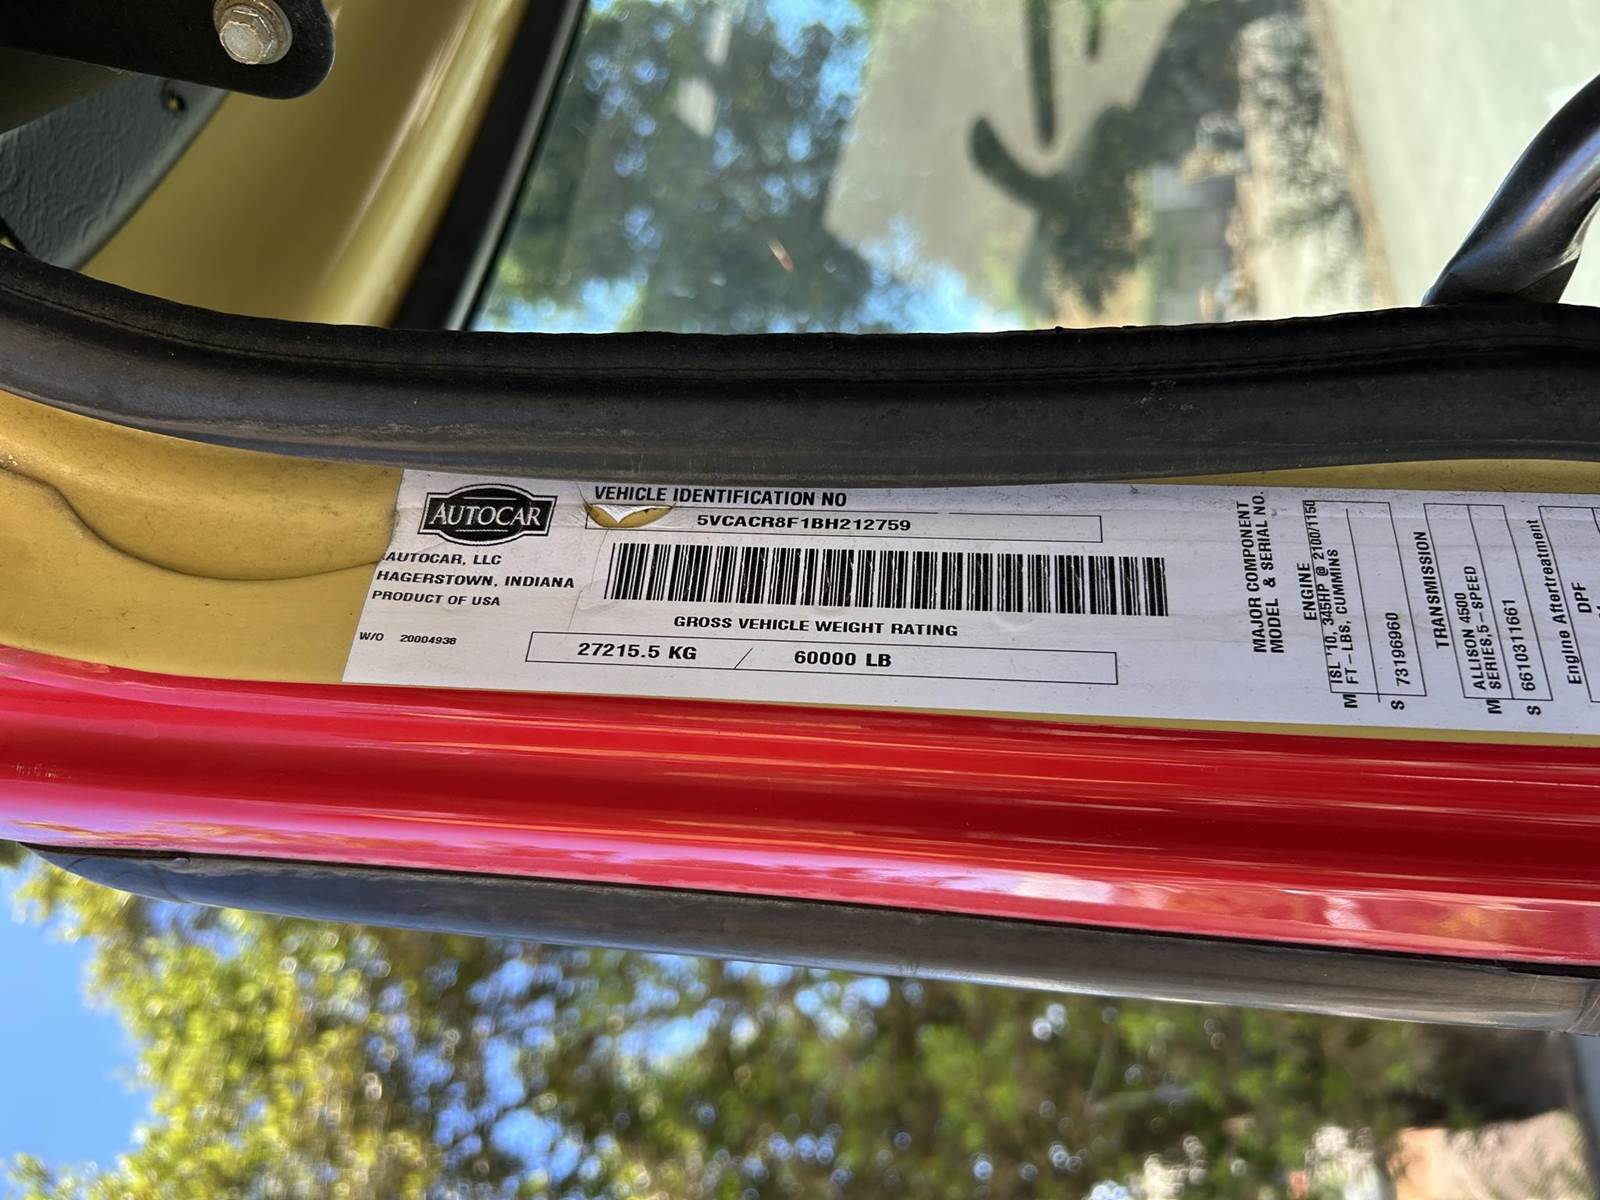 AUTOCAR
AUTOCAR, LLC
HAGERSTOWN, INDIANA
PRODUCT OF USA
W/O 20004938
VEHICLE IDENTIFICATION NO
5VCACR8F1BH212759
GROSS VEHICLE WEIGHT RATING
27215.5 KG / 60000 LB
MAJOR COMPONENT
MODEL & SERIAL NO.
ENGINE
M ISL '10, 345HP @ 2100/1150
FT-LBS, CUMMINS
S 73196960
TRANSMISSION
M ALLISON 4500
SERIES,5-SPEED
S 6610311661
Engine Aftertreatment
DPF